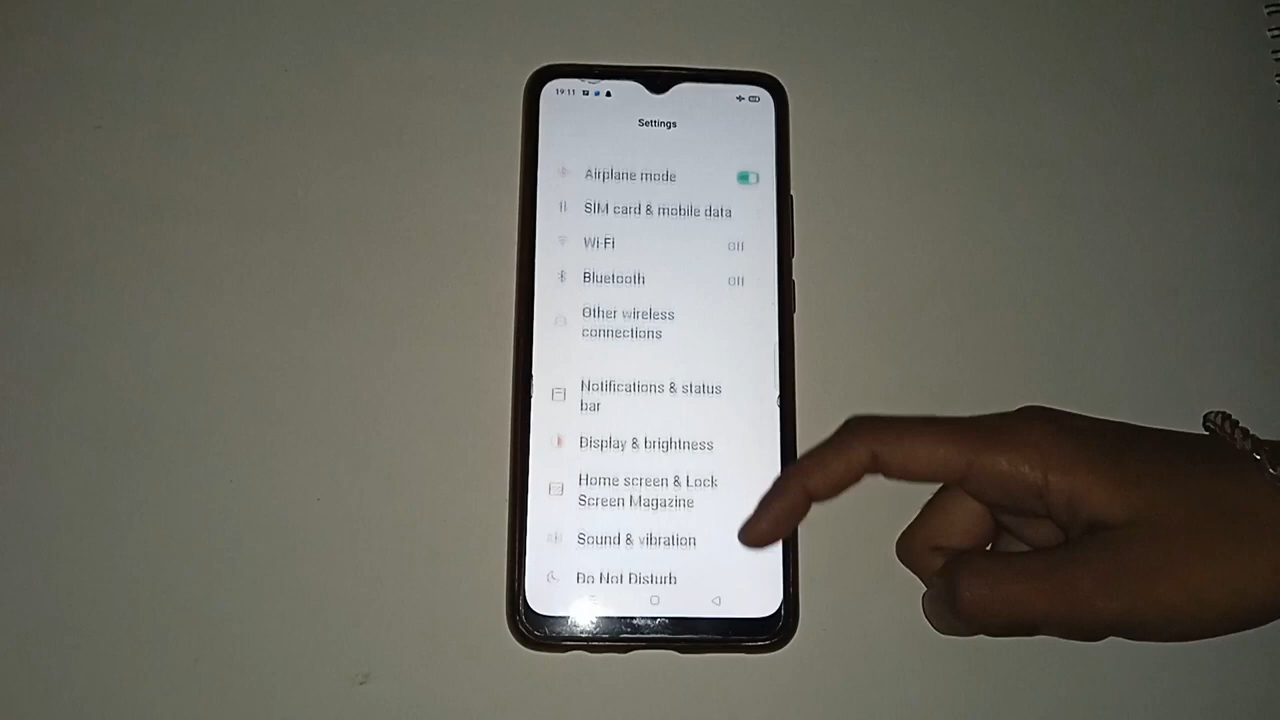 19:11
Settings
Airplane mode
SIM card & mobile data
Wi-Fi Off
Bluetooth Off
Other wireless
connections
Notifications & status
bar
Display & brightness
Home screen & Lock
Screen Magazine
Sound & vibration
Do Not Disturb